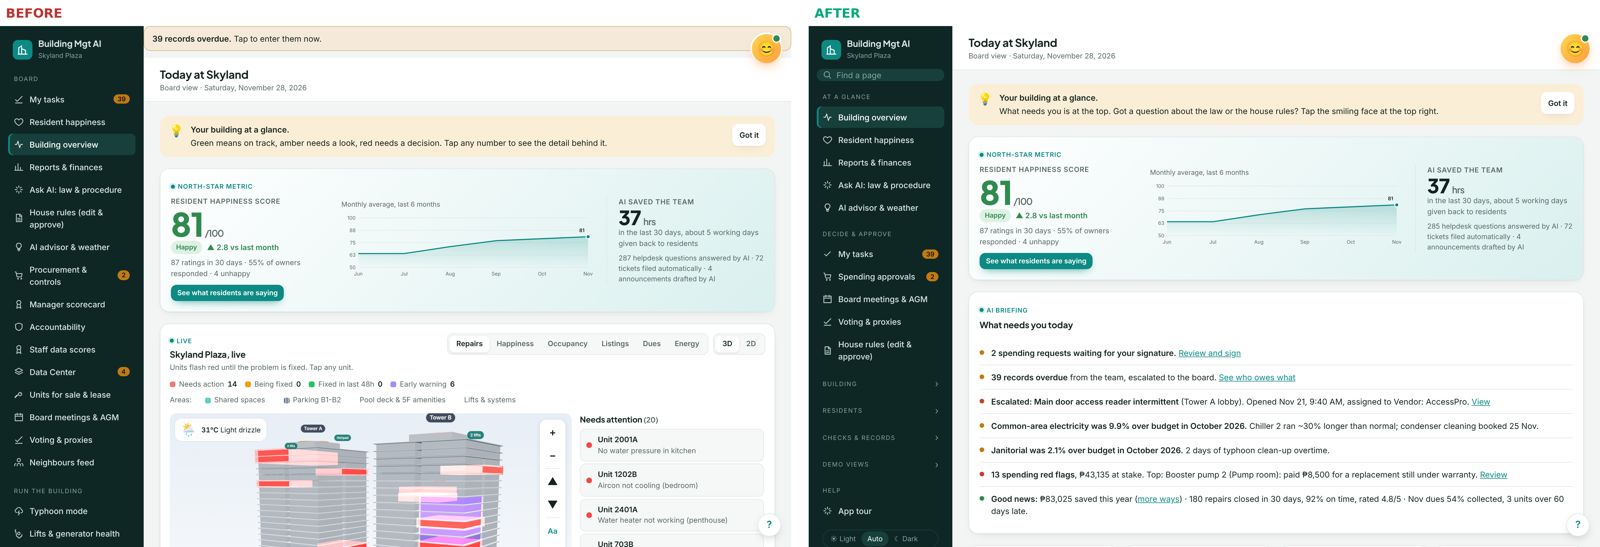 BEFORE
Building Mgt AI
Skyland Plaza
BOARD
My tasks 39
Resident happiness
Building overview
Reports & finances
Ask AI: law & procedure
House rules (edit &
approve)
AI advisor & weather
Procurement &
controls 2
Manager scorecard
Accountability
Staff data scores
Data Center 4
Units for sale & lease
Board meetings & AGM
Voting & proxies
Neighbours feed
RUN THE BUILDING
Typhoon mode
Lifts & generator health
39 records overdue. Tap to enter them now.
Today at Skyland
Board view · Saturday, November 28, 2026
Your building at a glance.
Green means on track, amber needs a look, red needs a decision. Tap any number to see the detail behind it.
Got it
NORTH-STAR METRIC
RESIDENT HAPPINESS SCORE
81/100
Happy ▲ 2.8 vs last month
87 ratings in 30 days · 55% of owners
responded · 4 unhappy
See what residents are saying
Monthly average, last 6 months
100
88
75
63
50
81
Jun Jul Aug Sep Oct Nov
AI SAVED THE TEAM
37 hrs
in the last 30 days, about 5 working days
given back to residents
287 helpdesk questions answered by AI · 72
tickets filed automatically · 4
announcements drafted by AI
LIVE
Skyland Plaza, live
Units flash red until the problem is fixed. Tap any unit.
Repairs Happiness Occupancy Listings Dues Energy 3D 2D
Needs action 14 Being fixed 0 Fixed in last 48h 0 Early warning 6
Areas: Shared spaces Parking B1-B2 Pool deck & 5F amenities Lifts & systems
31°C Light drizzle
Tower A
Tower B
+
−
▲
▼
Aa
Needs attention (20)
Unit 2001A
No water pressure in kitchen
Unit 1202B
Aircon not cooling (bedroom)
Unit 2401A
Water heater not working (penthouse)
Unit 703B
?
AFTER
Building Mgt AI
Skyland Plaza
Find a page
AT A GLANCE
Building overview
Resident happiness
Reports & finances
Ask AI: law & procedure
AI advisor & weather
DECIDE & APPROVE
My tasks 39
Spending approvals 2
Board meetings & AGM
Voting & proxies
House rules (edit &
approve)
BUILDING
RESIDENTS
CHECKS & RECORDS
DEMO VIEWS
HELP
App tour
Light Auto Dark
Today at Skyland
Board view · Saturday, November 28, 2026
Your building at a glance.
What needs you is at the top. Got a question about the law or the house rules? Tap the smiling face at the top right.
Got it
NORTH-STAR METRIC
RESIDENT HAPPINESS SCORE
81/100
Happy ▲ 2.8 vs last month
87 ratings in 30 days · 55% of owners
responded · 4 unhappy
See what residents are saying
Monthly average, last 6 months
100
88
75
63
50
81
Jun Jul Aug Sep Oct Nov
AI SAVED THE TEAM
37 hrs
in the last 30 days, about 5 working days
given back to residents
285 helpdesk questions answered by AI · 72
tickets filed automatically · 4
announcements drafted by AI
AI BRIEFING
What needs you today
2 spending requests waiting for your signature. Review and sign
39 records overdue from the team, escalated to the board. See who owes what
Escalated: Main door access reader intermittent (Tower A lobby). Opened Nov 21, 9:40 AM, assigned to Vendor: AccessPro. View
Common-area electricity was 9.9% over budget in October 2026. Chiller 2 ran ~30% longer than normal; condenser cleaning booked 25 Nov.
Janitorial was 2.1% over budget in October 2026. 2 days of typhoon clean-up overtime.
13 spending red flags, ₱43,135 at stake. Top: Booster pump 2 (Pump room): paid ₱8,500 for a replacement still under warranty. Review
Good news: ₱83,025 saved this year (more ways) · 180 repairs closed in 30 days, 92% on time, rated 4.8/5 · Nov dues 54% collected, 3 units over 60
days late.
?